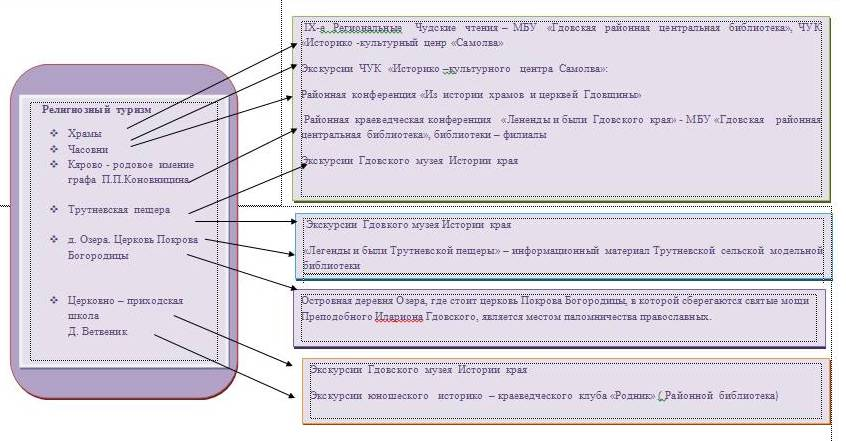 Религиозный туризм
❖ Храмы
❖ Часовни
❖ Кярово - родовое имение
графа П.П.Коновницина
❖ Трутневская пещера
❖ д. Озера. Церковь Покрова
Богородицы
❖ Церковно – приходская
школа
Д. Ветвеник
IX-е Региональные Чудские чтения – МБУ «Гдовская районная центральная библиотека», ЧУК
«Историко -культурный ценр «Самолва»
Экскурсии ЧУК «Историко –культурного центра Самолва»:
Районная конференция «Из истории храмов и церквей Гдовщины»
Районная краеведческая конференция «Лененды и были Гдовского края» - МБУ «Гдовская районная
центральная библиотека», библиотеки – филиалы
Экскурсии Гдовского музея Истории края
Экскурсии Гдовкого музея Истории края
«Легенды и были Трутневской пещеры» – информационный материал Трутневской сельской модельной
библиотеки
Островная деревня Озера, где стоит церковь Покрова Богородицы, в которой сберегаются святые мощи
Преподобного Илариона Гдовского, является местом паломничества православных.
Экскурсии Гдовского музея Истории края
Экскурсии юношеского историко – краеведческого клуба «Родник» ( Районной библиотека)